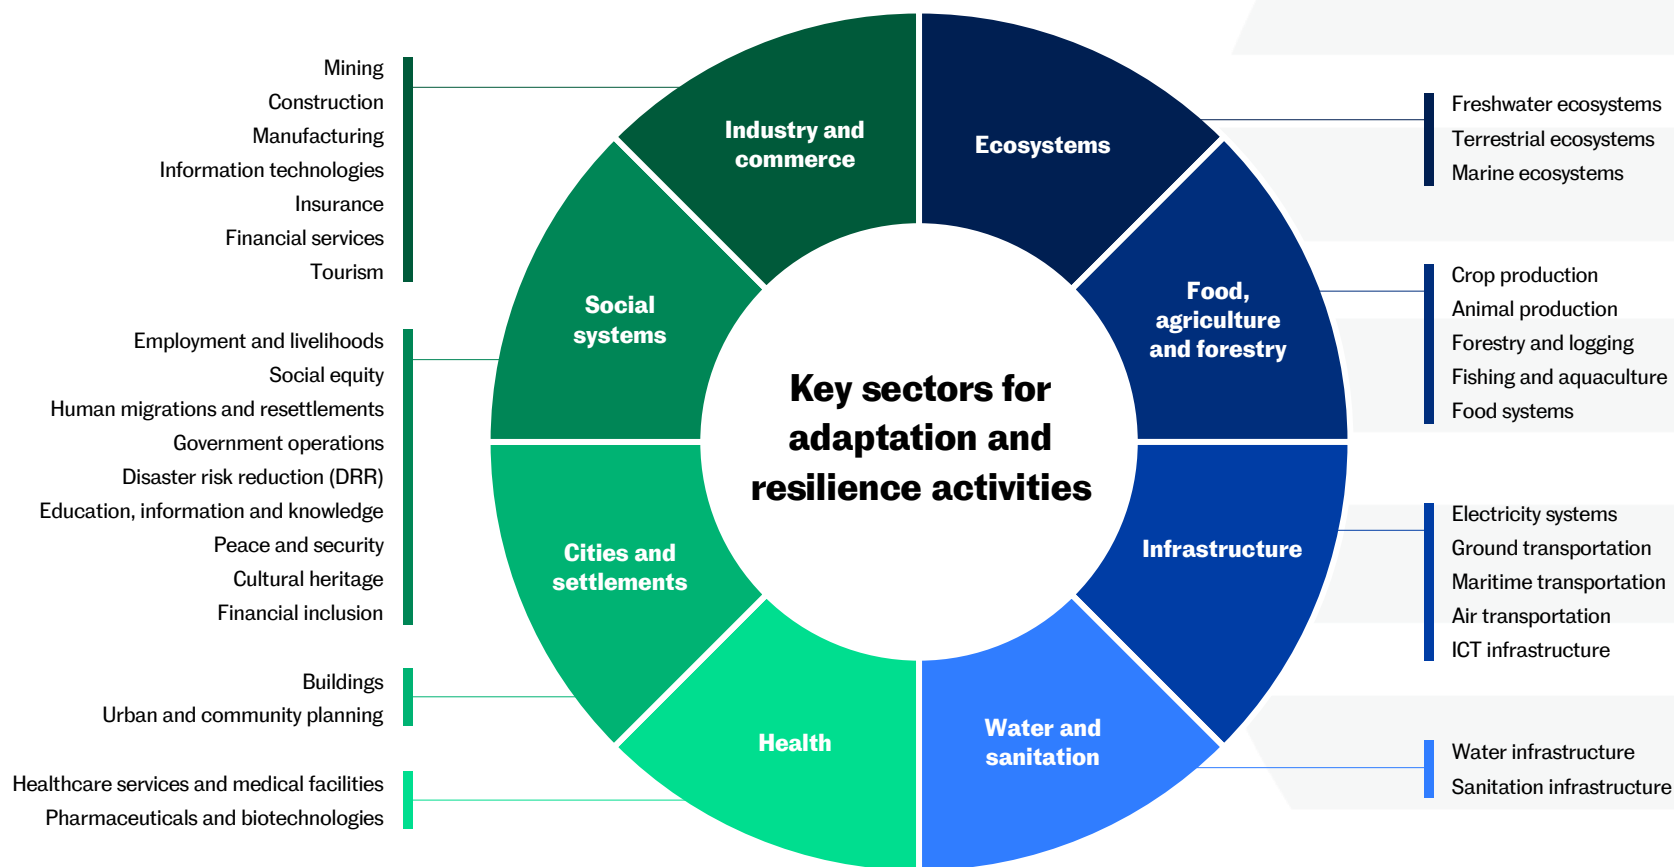 Key sectors for
adaptation and
resilience activities
Ecosystems
Freshwater ecosystems
Terrestrial ecosystems
Marine ecosystems
Food,
agriculture
and forestry
Crop production
Animal production
Forestry and logging
Fishing and aquaculture
Food systems
Infrastructure
Electricity systems
Ground transportation
Maritime transportation
Air transportation
ICT infrastructure
Water and
sanitation
Water infrastructure
Sanitation infrastructure
Health
Healthcare services and medical facilities
Pharmaceuticals and biotechnologies
Cities and
settlements
Buildings
Urban and community planning
Social
systems
Employment and livelihoods
Social equity
Human migrations and resettlements
Government operations
Disaster risk reduction (DRR)
Education, information and knowledge
Peace and security
Cultural heritage
Financial inclusion
Industry and
commerce
Mining
Construction
Manufacturing
Information technologies
Insurance
Financial services
Tourism